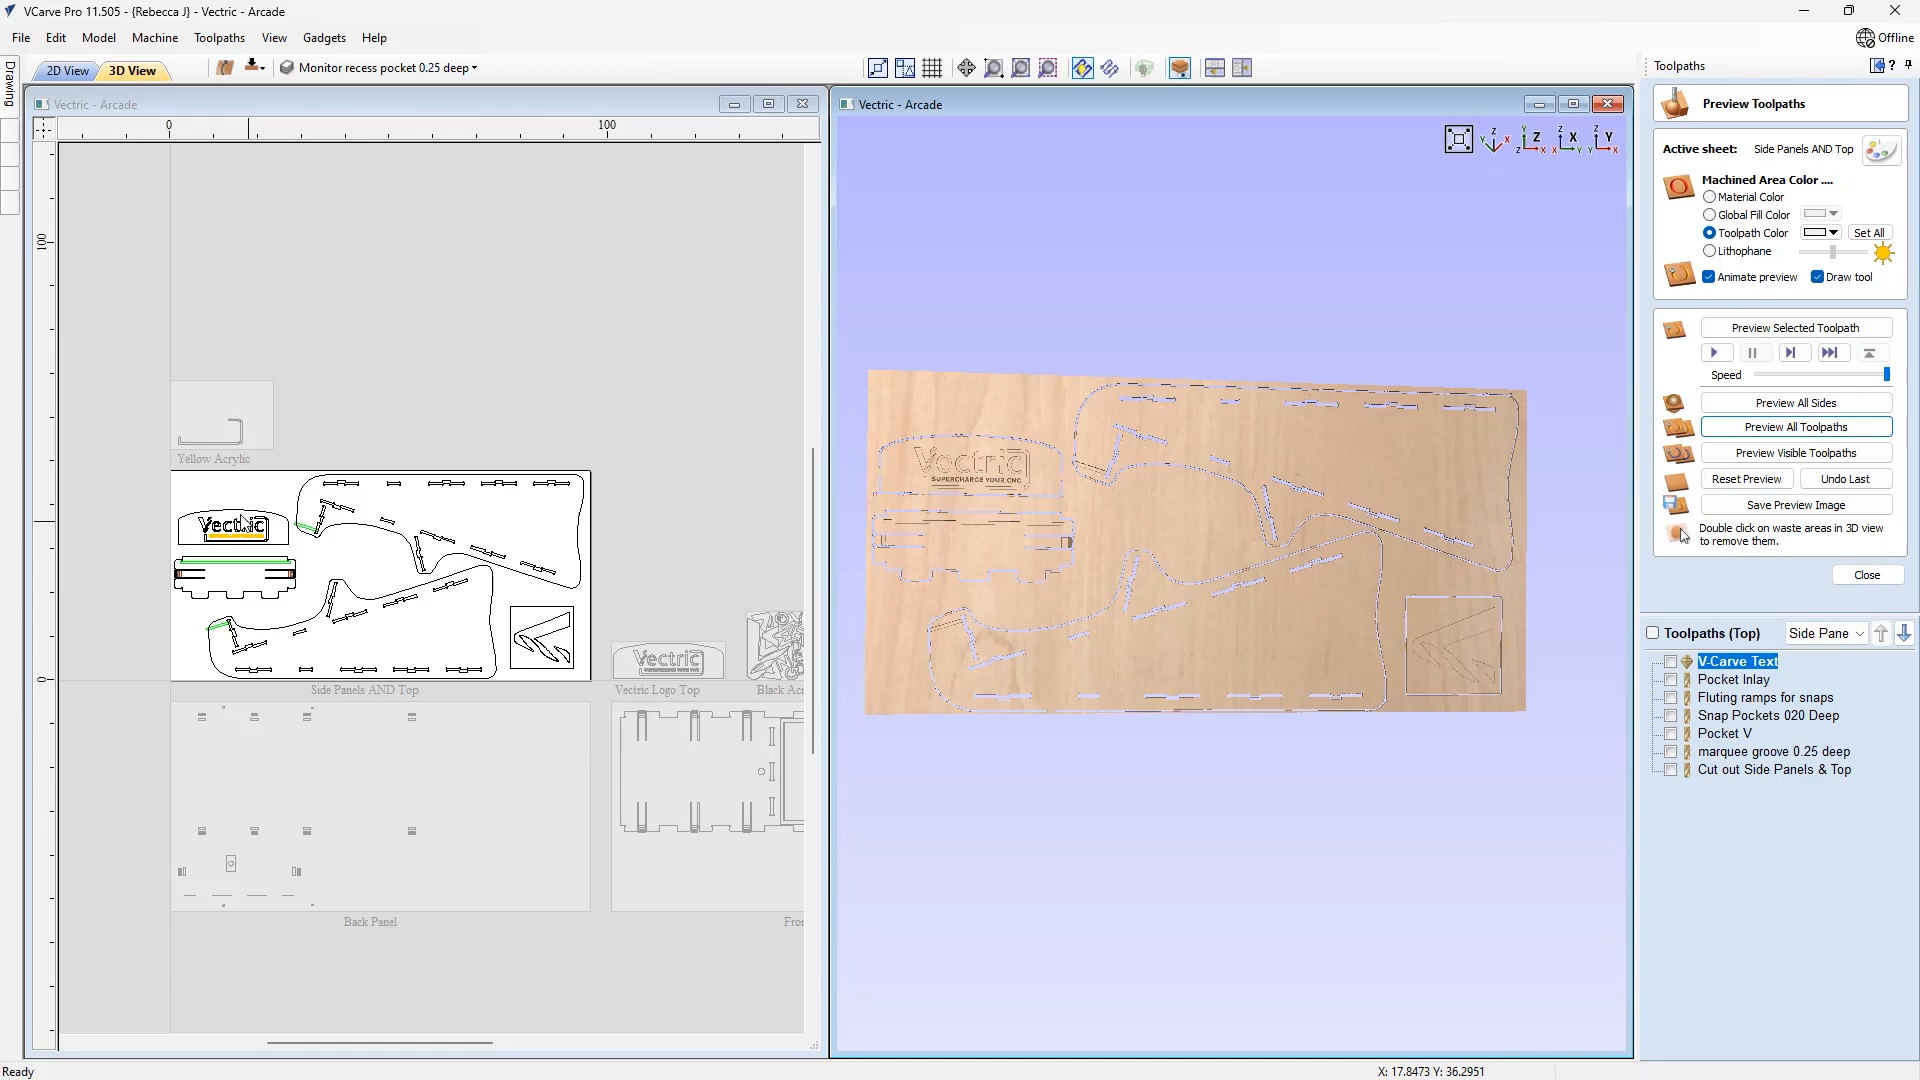 VCarve Pro 11.505 - {Rebecca J} - Vectric - Arcade
File Edit Model Machine Toolpaths View Gadgets Help
Offline
Drawing
2D View 3D View
Monitor recess pocket 0.25 deep
Toolpaths
Vectric - Arcade
0 100
100
0
Yellow Acrylic
Vectric
Side Panels AND Top
Vectric
Vectric Logo Top
Black Acr
Back Panel
Fror
Vectric - Arcade
Z Y X
Y Z X Z
Z X X Y
Z Y Y X
Vectric
SUPERCHARGE YOUR CNC
Preview Toolpaths
Active sheet: Side Panels AND Top
Machined Area Color ....
Material Color
Global Fill Color
Toolpath Color Set All
Lithophane
Animate preview Draw tool
Preview Selected Toolpath
Speed
Preview All Sides
Preview All Toolpaths
Preview Visible Toolpaths
Reset Preview Undo Last
Save Preview Image
Double click on waste areas in 3D view
to remove them.
Close
Toolpaths (Top) Side Pane
V-Carve Text
Pocket Inlay
Fluting ramps for snaps
Snap Pockets 020 Deep
Pocket V
marquee groove 0.25 deep
Cut out Side Panels & Top
Ready
X: 17.8473 Y: 36.2951